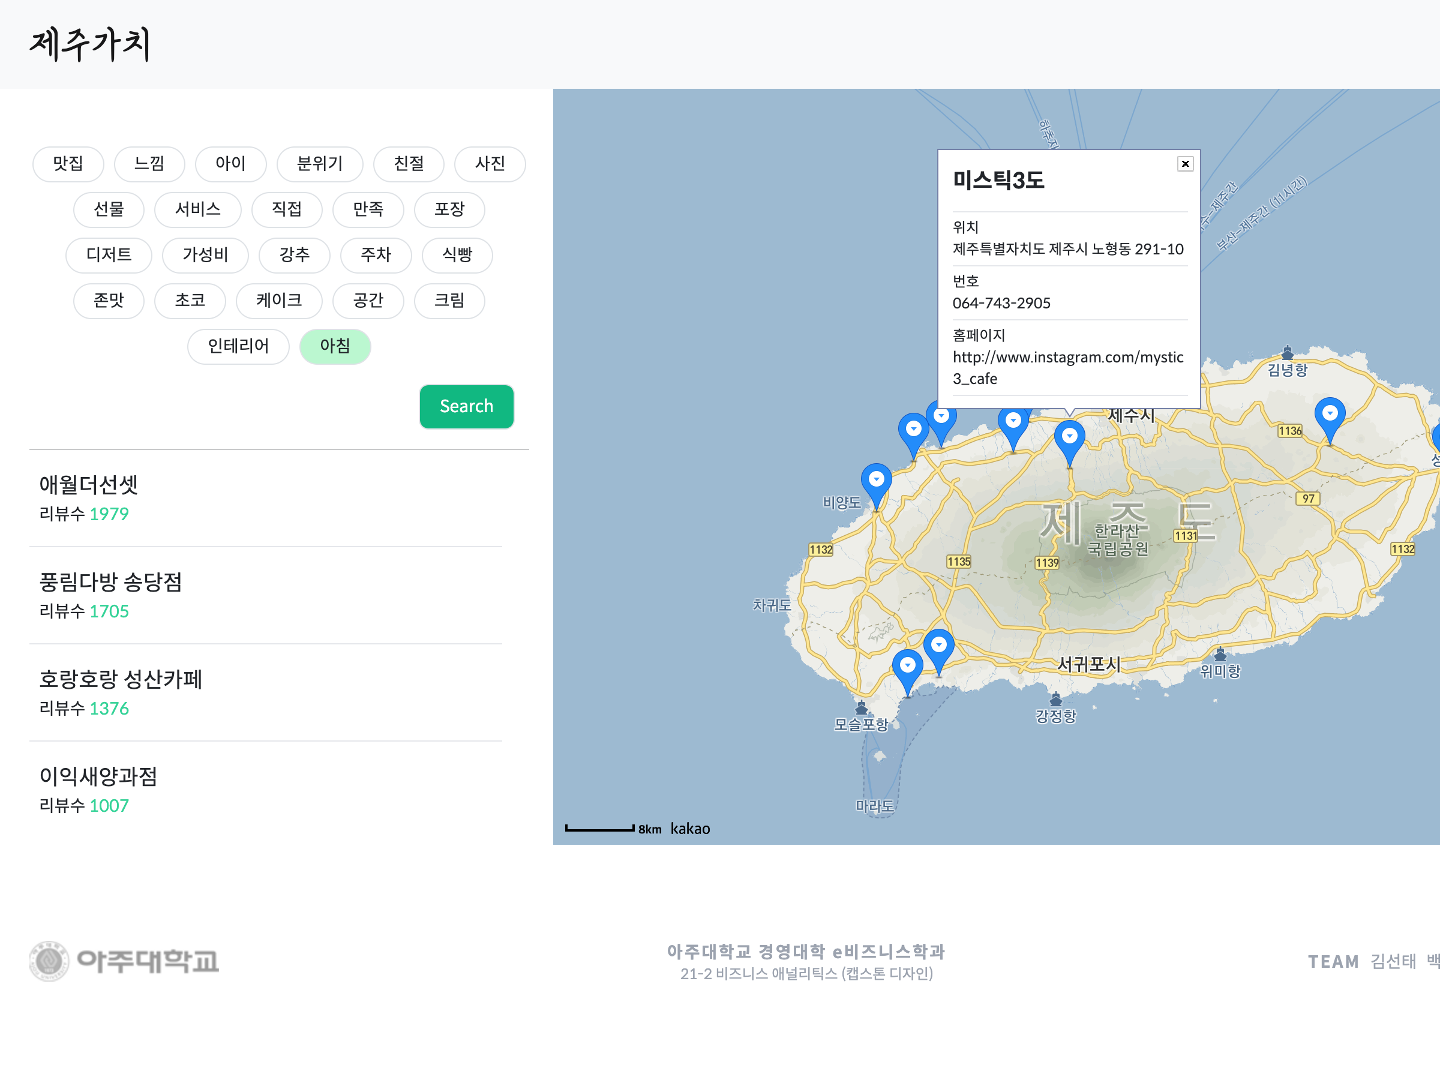 제주가치
맛집 느낌 아이 분위기 친절 사진
선물 서비스 직접 만족 포장
디저트 가성비 강추 주차 식빵
존맛 초코 케이크 공간 크림
인테리어 아침
Search
애월더선셋
리뷰수 1979
풍림다방 송당점
리뷰수 1705
호랑호랑 성산카페
리뷰수 1376
이익새양과점
리뷰수 1007
미스틱3도
위치
제주특별자치도 제주시 노형동 291-10
번호
064-743-2905
홈페이지
http://www.instagram.com/mystic
3_cafe
부산-제주간 (11시간)
김녕항
제주시
1136
비양도
97
제주도
한라산
국립공원
1131
1132
1135
1139
1132
차귀도
서귀포시
위미항
강정항
모슬포항
마라도
8km kakao
아주대학교
아주대학교 경영대학 e비즈니스학과
21-2 비즈니스 애널리틱스 (캡스톤 디자인)
TEAM 김선태 백